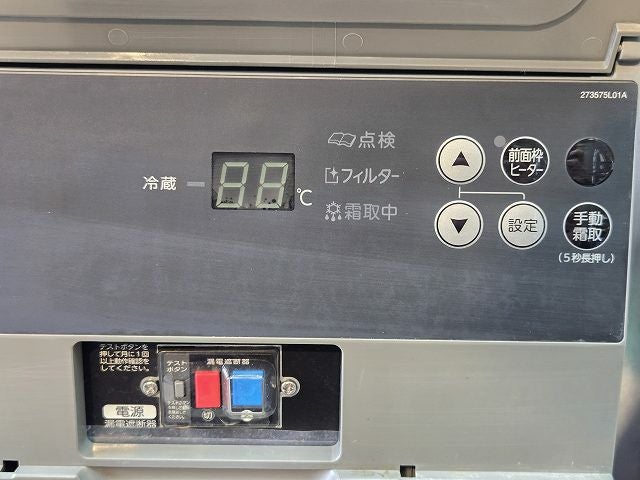 273575L01A
点検
冷蔵
88
℃
フィルター
霜取中
前面枠
ヒーター
設定
手動
霜取
(5秒長押し)
テストボタンを
押して月に1回
以上動作確認を
してください。
テスト
ボタン
漏電遮断器
切
電源
漏電遮断器